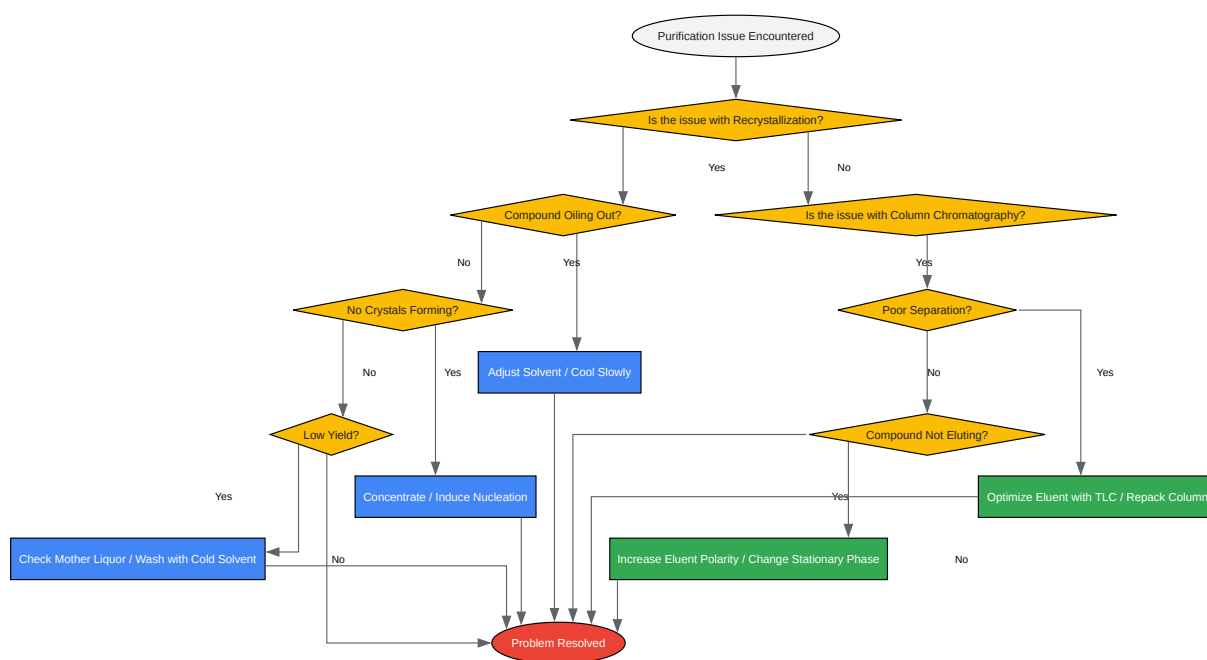 Purification Issue Encountered
Is the issue with Recrystallization?
Yes
No
Compound Oiling Out?
Is the issue with Column Chromatography?
No
Yes
Yes
No Crystals Forming?
Poor Separation?
No
Yes
Adjust Solvent / Cool Slowly
No
Yes
Low Yield?
Compound Not Eluting?
Yes
Concentrate / Induce Nucleation
Yes
Optimize Eluent with TLC / Repack Column
Check Mother Liquor / Wash with Cold Solvent
No
Increase Eluent Polarity / Change Stationary Phase
No
Problem Resolved